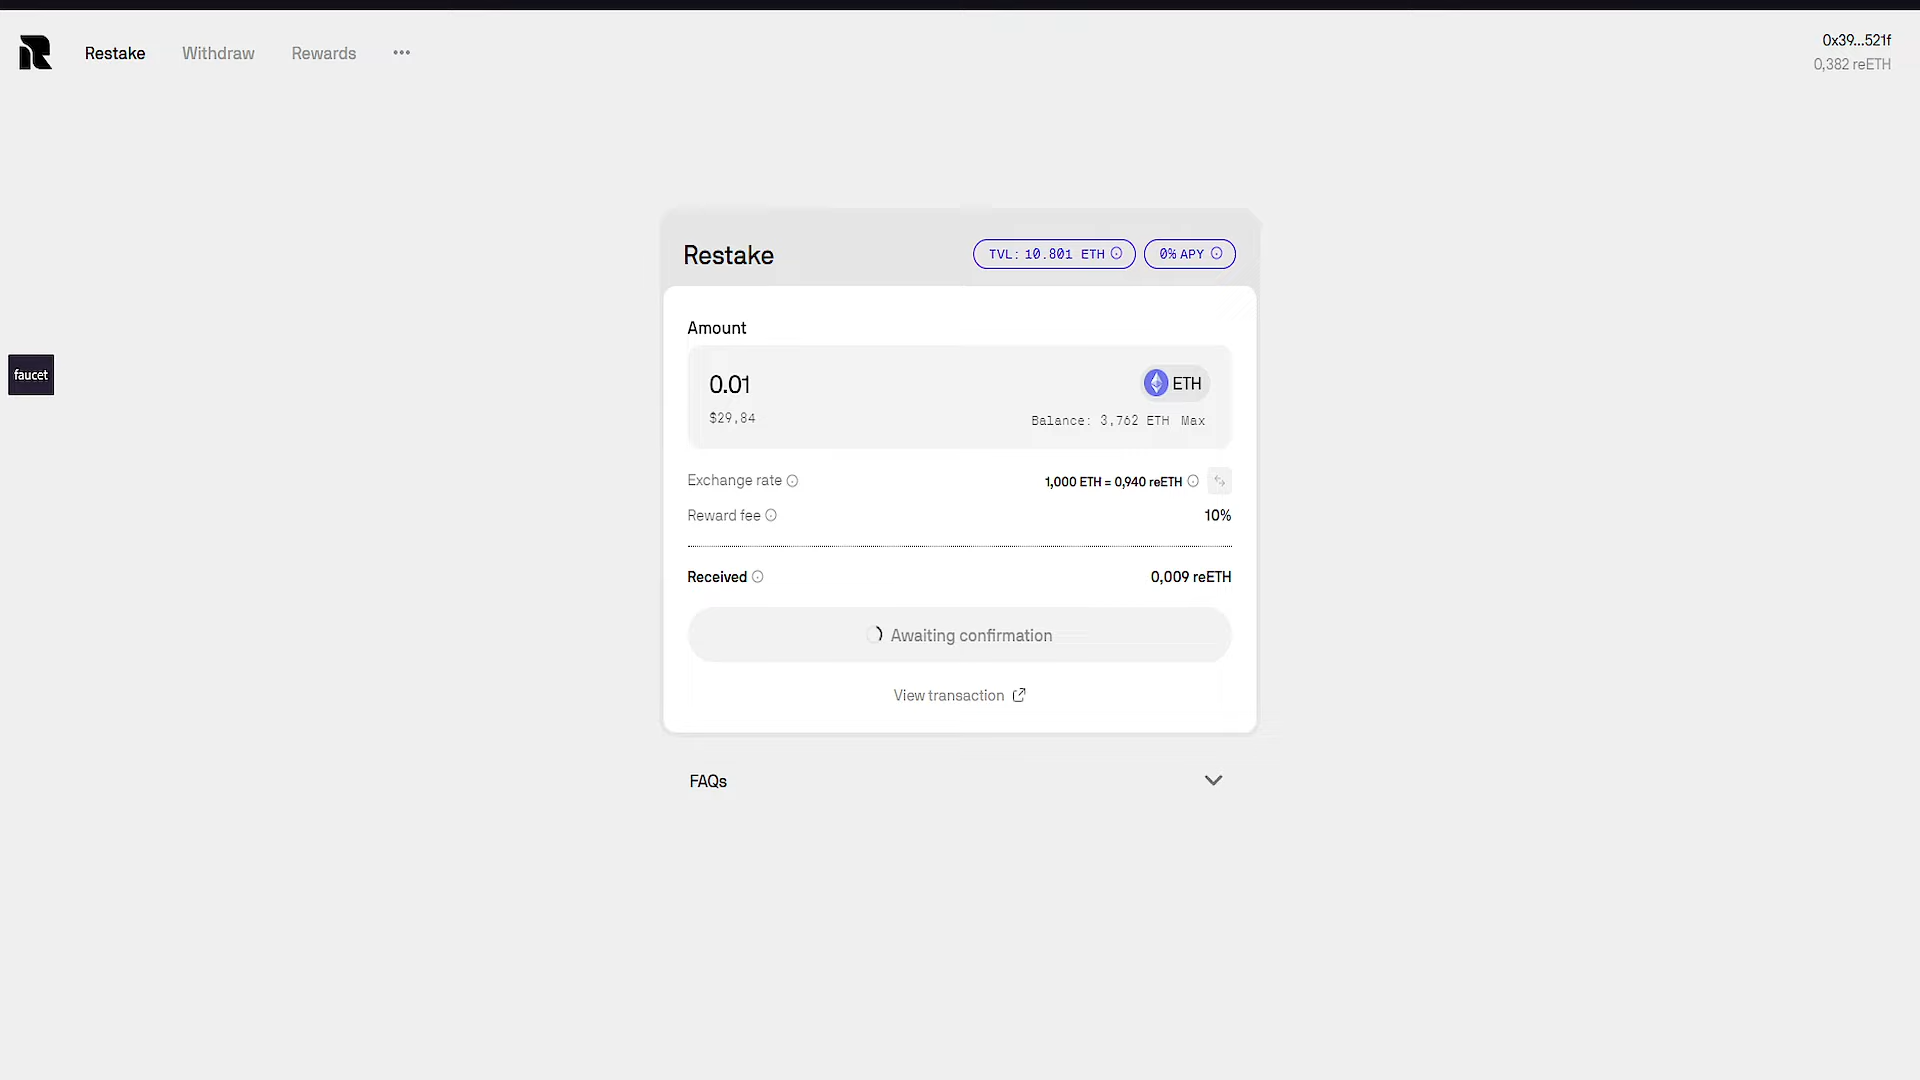 Restake Withdraw Rewards
0x39...521f
0,382 reETH
Restake
TVL: 10.801 ETH
0% APY
Amount
faucet
0.01
ETH
$29,84
Balance: 3,762 ETH Max
Exchange rate
1,000 ETH = 0,940 reETH
Reward fee
10%
Received
0,009 reETH
Awaiting confirmation
View transaction
FAQs